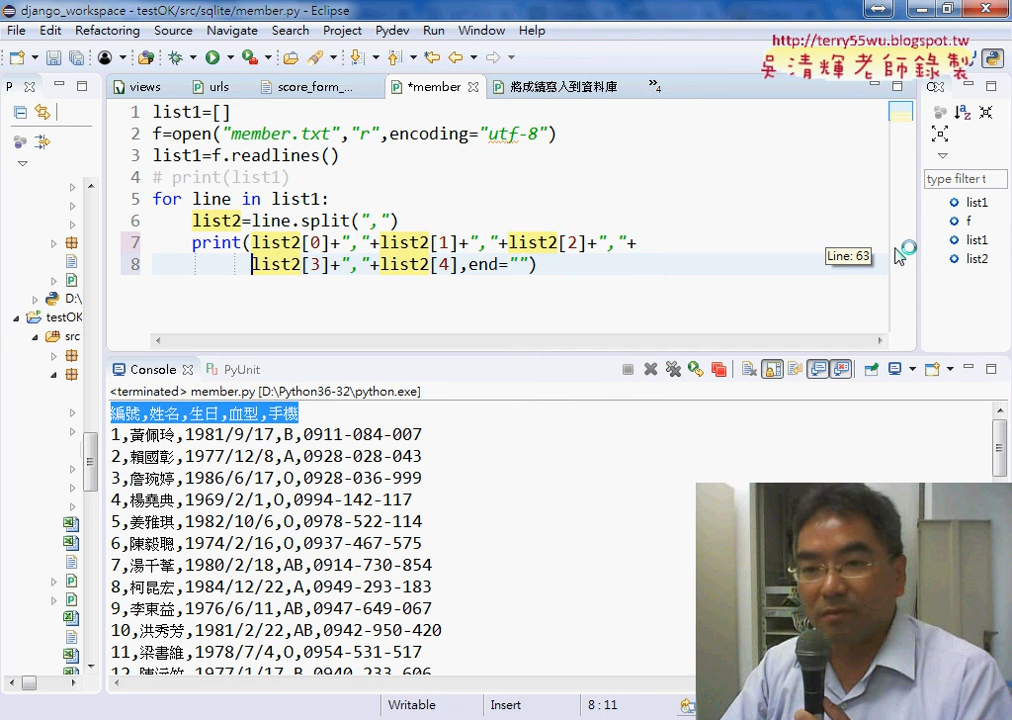 django_workspace - testOK/src/sqlite/member.py - Eclipse
File Edit Refactoring Source Navigate Search Project Pydev Run Window Help
http://terry55wu.blogspot.tw
吳清輝老師錄製
P
views urls score_form_... *member 將成績寫入到資料庫 »4
1 list1=[]
2 f=open("member.txt","r",encoding="utf-8")
3 list1=f.readlines()
4 # print(list1)
5 for line in list1:
6 list2=line.split(",")
7 print(list2[0]+","+list2[1]+","+list2[2]+","+
8 list2[3]+","+list2[4],end="")
Line: 63
type filter t
list1
f
list1
list2
D:\
testOK
src
Console PyUnit
<terminated> member.py [D:\Python36-32\python.exe]
編號,姓名,生日,血型,手機
1,黃佩玲,1981/9/17,B,0911-084-007
2,賴國彰,1977/12/8,A,0928-028-043
3,詹琬婷,1986/6/17,O,0928-036-999
4,楊堯典,1969/2/1,O,0994-142-117
5,姜雅琪,1982/10/6,O,0978-522-114
6,陳毅聰,1974/2/16,O,0937-467-575
7,湯千峯,1980/2/18,AB,0914-730-854
8,柯昆宏,1984/12/22,A,0949-293-183
9,李東益,1976/6/11,AB,0947-649-067
10,洪秀芳,1981/2/22,AB,0942-950-420
11,梁書維,1978/7/4,O,0954-531-517
Writable Insert 8 : 11